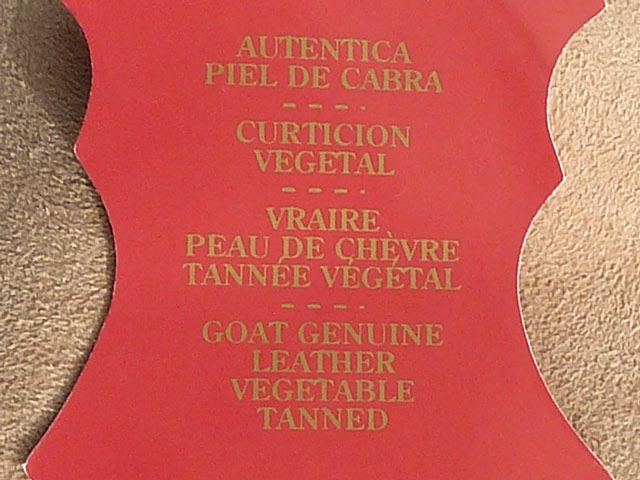 AUTENTICA
PIEL DE CABRA
CURTICION
VEGETAL
VRAIRE
PEAU DE CHÈVRE
TANNÉE VÉGÉTAL
GOAT GENUINE
LEATHER
VEGETABLE
TANNED